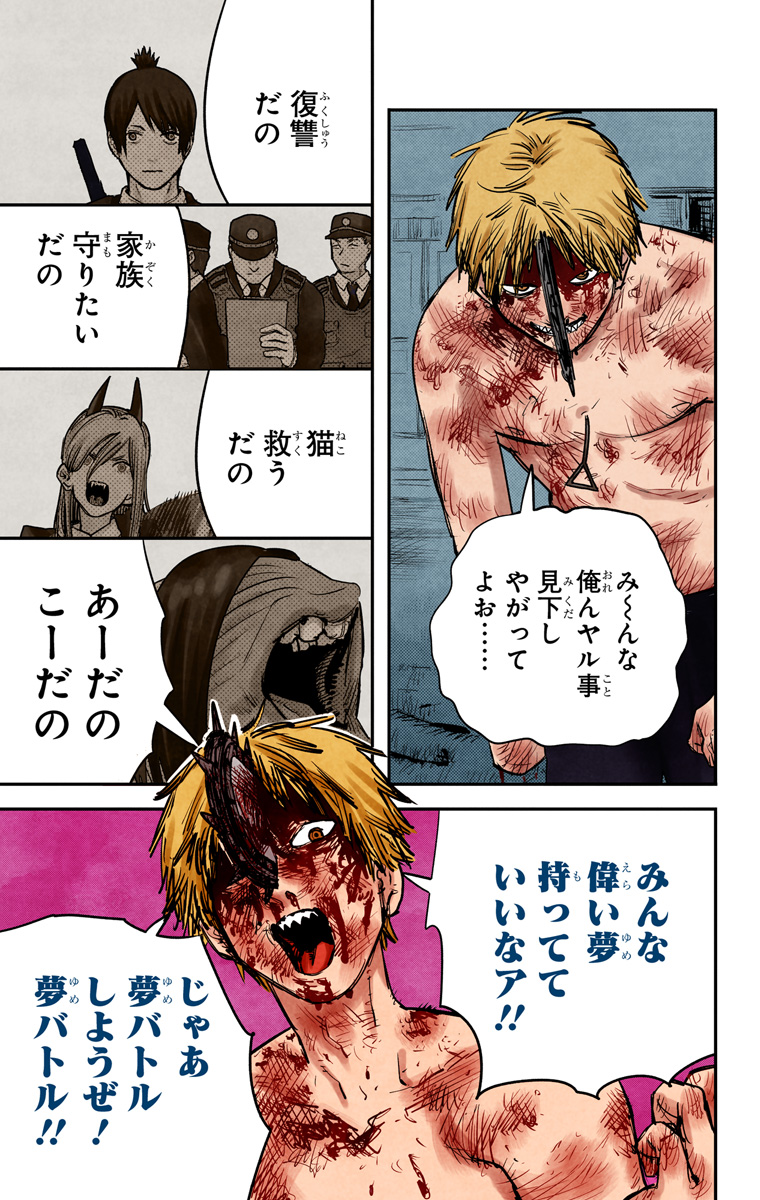 み〜んな
俺んヤル事
見下し
やがって
よお……
復讐
だの
家族
守りたい
だの
猫
救う
だの
あーだの
こーだの
みんな
偉い夢
持ってて
いいなア!!
じゃあ
夢バトル
しようぜ!
夢バトル!!